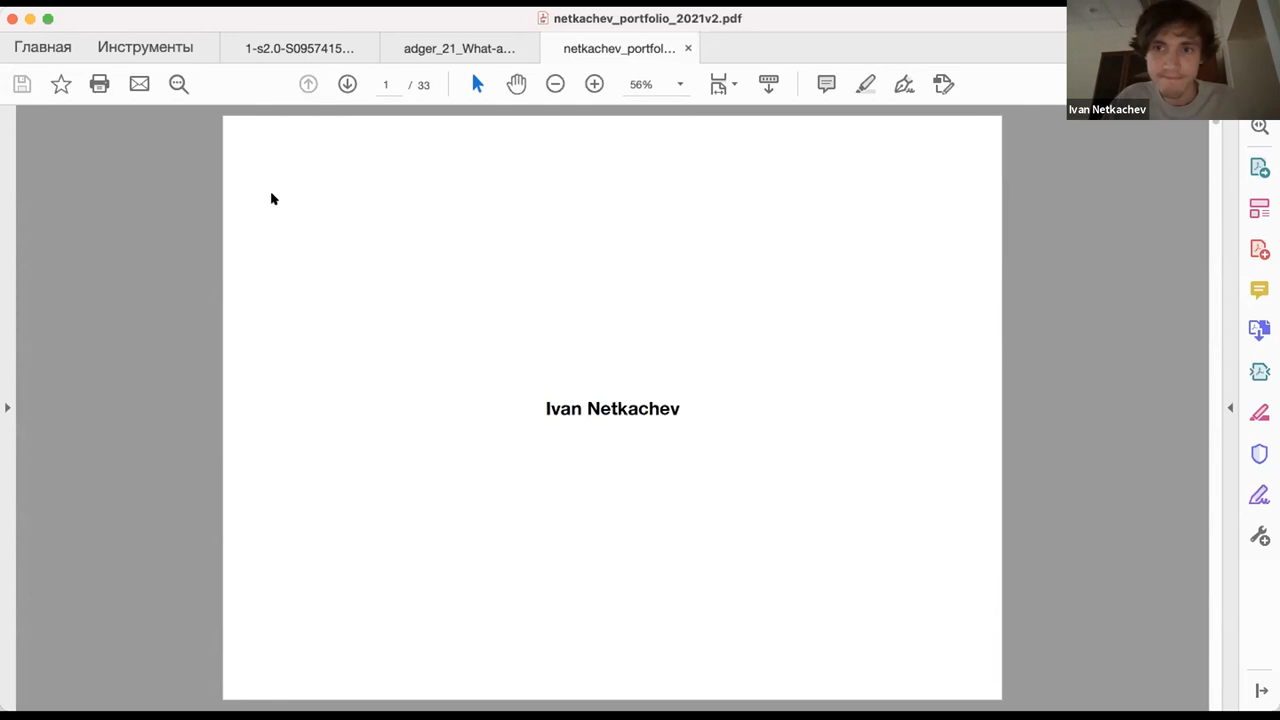 netkachev_portfolio_2021v2.pdf
Главная
Инструменты
1-s2.0-S0957415...
adger_21_What-a...
netkachev_portfol...
1 / 33
56%
Ivan Netkachev
Ivan Netkachev